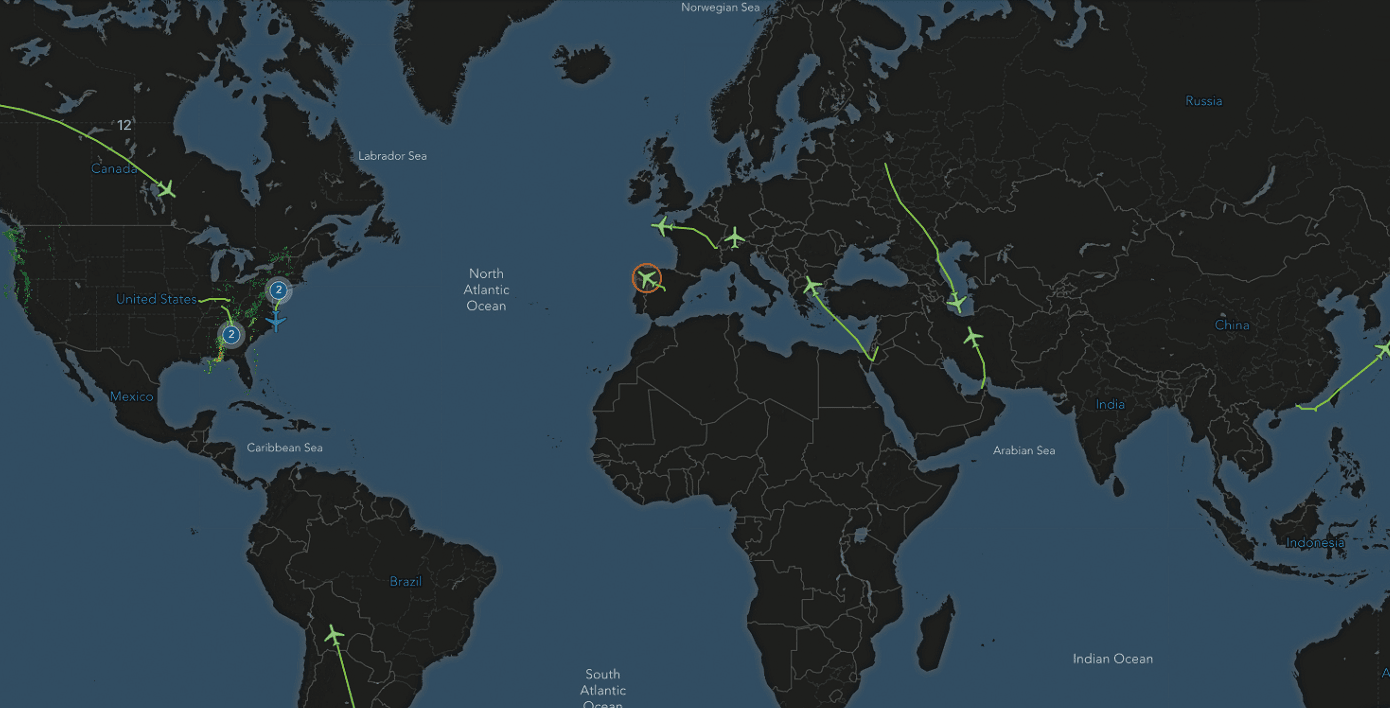 Norwegian Sea
Russia
12
Labrador Sea
Canada
North
Atlantic
Ocean
2
United States
China
2
Mexico
India
Caribbean Sea
Arabian Sea
Indonesia
Brazil
Indian Ocean
South
Atlantic
Ocean
A